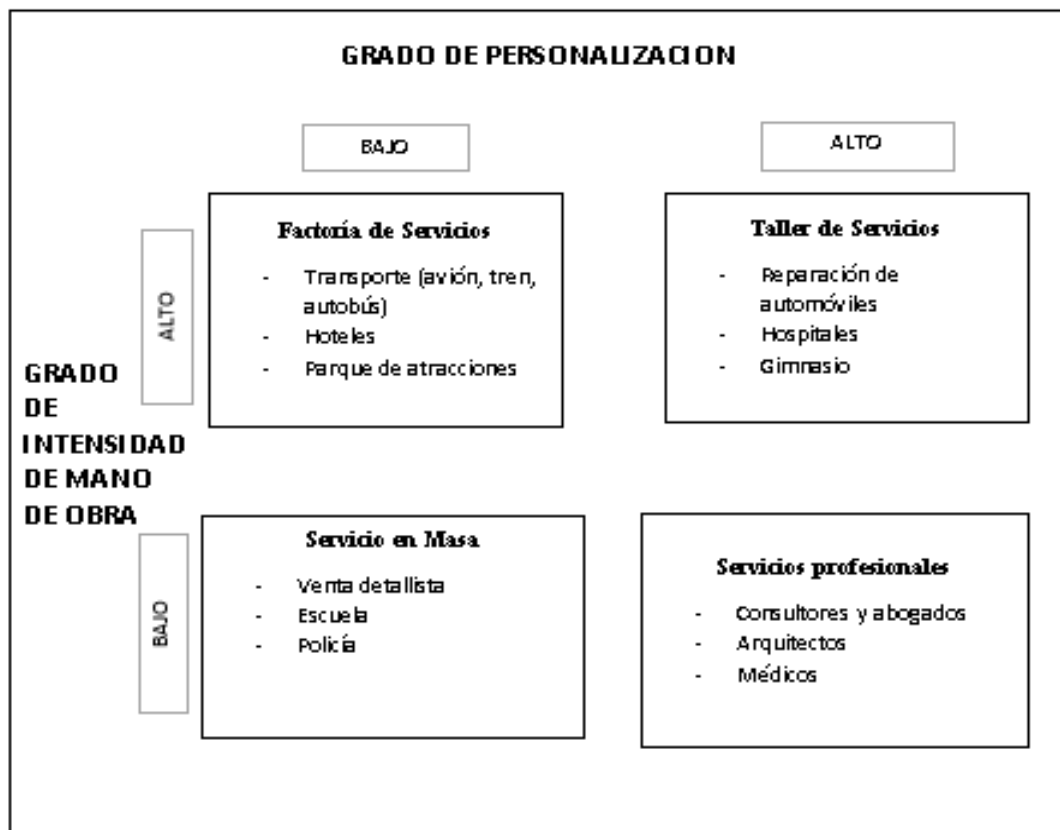 GRADO DE PERSONALIZACION
BAJO
ALTO
Factoría de Servicios
- Transporte (avión, tren,
autobús)
- Hoteles
- Parque de atracciones
Taller de Servicios
- Reparación de
automóviles
- Hospitales
- Gimnasio
ALTO
GRADO
DE
INTENSIDAD
DE MANO
DE OBRA
BAJO
Servicio en Masa
- Venta detallista
- Escuela
- Policía
Servicios profesionales
- Consultores y abogados
- Arquitectos
- Médicos